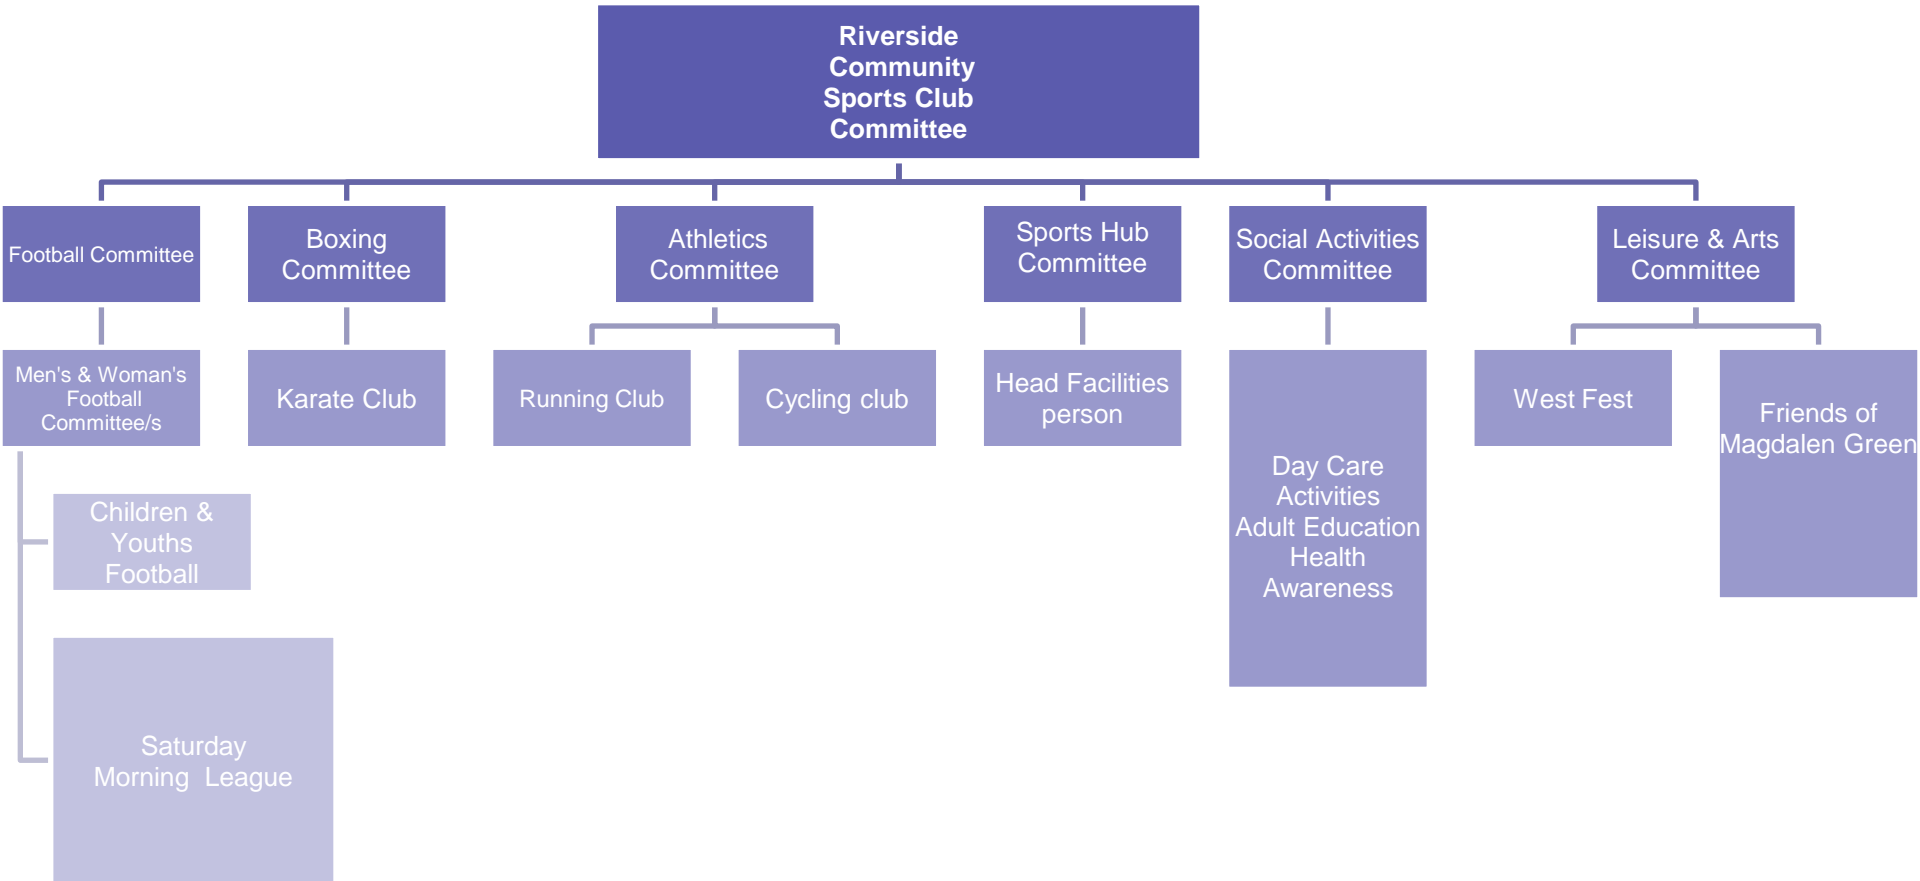 Riverside
Community
Sports Club
Committee
Football Committee
Boxing
Committee
Athletics
Committee
Sports Hub
Committee
Social Activities
Committee
Leisure & Arts
Committee
Men's & Woman's
Football
Committee/s
Karate Club
Running Club
Cycling club
Head Facilities
person
Day Care
Activities
Adult Education
Health
Awareness
West Fest
Friends of
Magdalen Green
Children &
Youths
Football
Saturday
Morning League